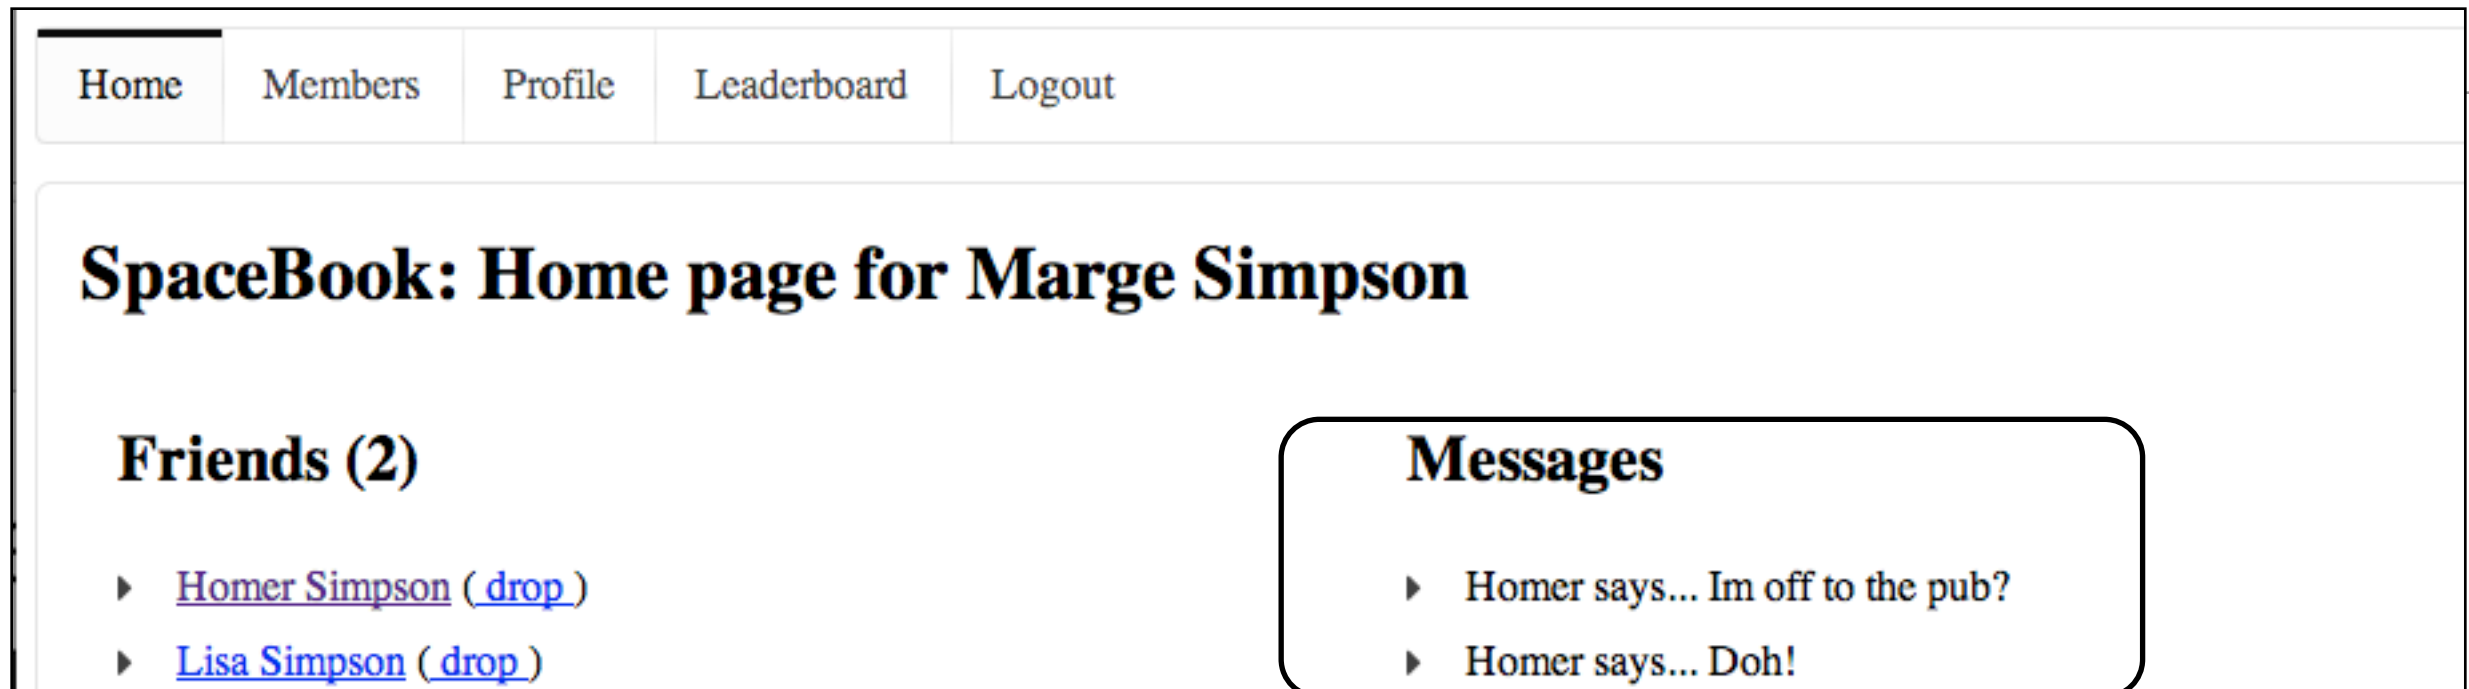 Home Members Profile Leaderboard Logout
SpaceBook: Home page for Marge Simpson
Friends (2)
Homer Simpson ( drop )
Lisa Simpson ( drop )
Messages
Homer says... Im off to the pub?
Homer says... Doh!